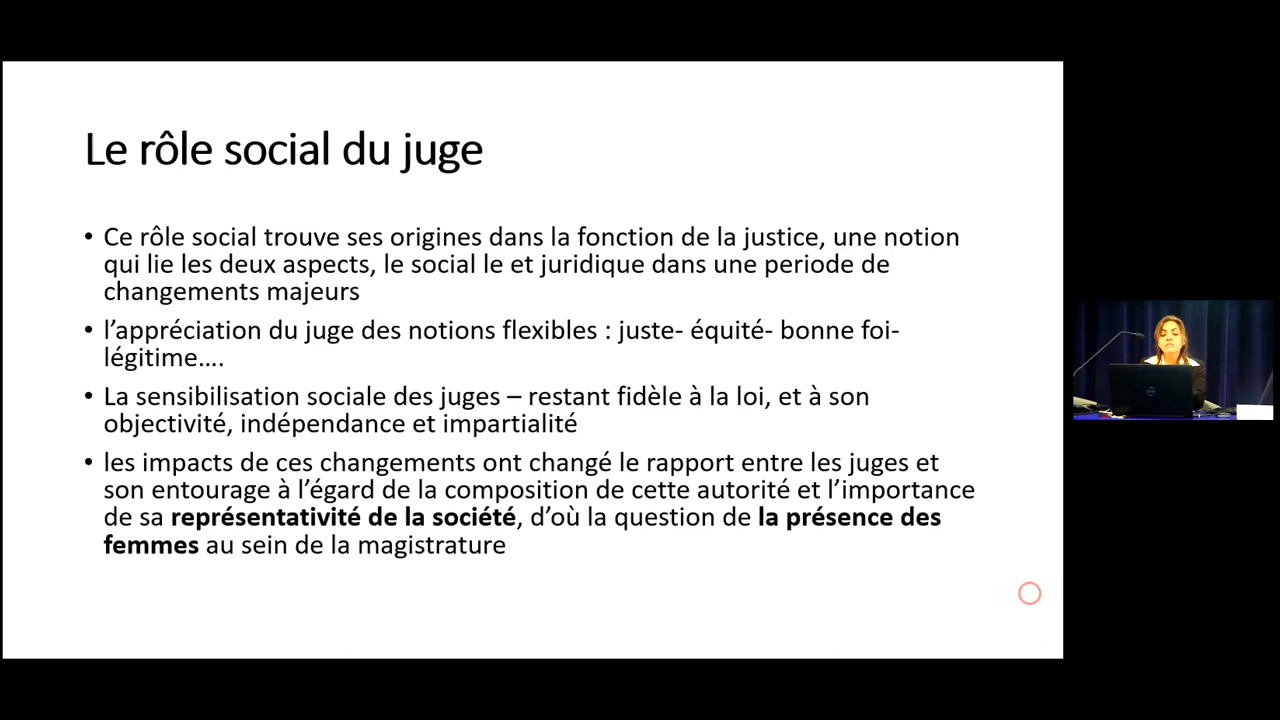 Le rôle social du juge
• Ce rôle social trouve ses origines dans la fonction de la justice, une notion
qui lie les deux aspects, le social le et juridique dans une periode de
changements majeurs
• l’appréciation du juge des notions flexibles : juste- équité- bonne foi-
légitime….
• La sensibilisation sociale des juges – restant fidèle à la loi, et à son
objectivité, indépendance et impartialité
• les impacts de ces changements ont changé le rapport entre les juges et
son entourage à l’égard de la composition de cette autorité et l’importance
de sa représentativité de la société, d’où la question de la présence des
femmes au sein de la magistrature